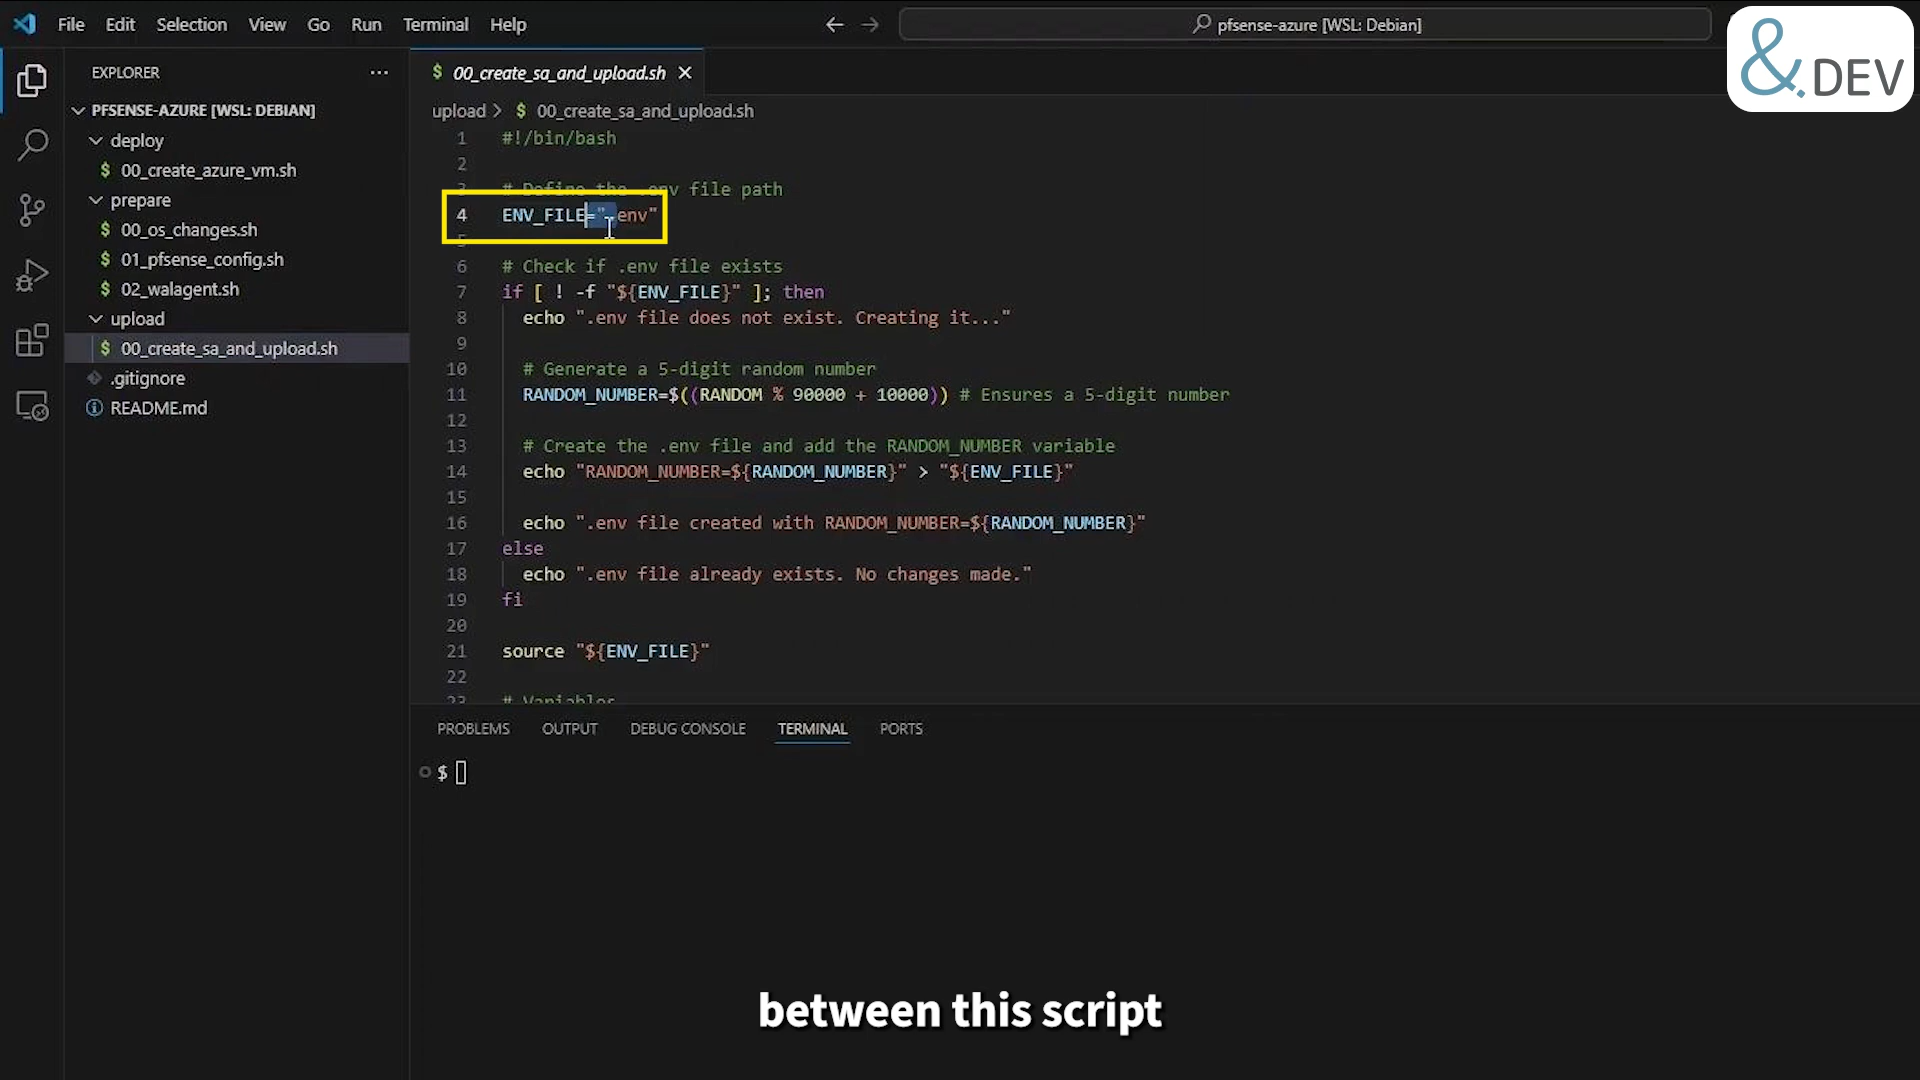 File Edit Selection View Go Run Terminal Help
pfsense-azure [WSL: Debian]
&.DEV
EXPLORER
PFSENSE-AZURE [WSL: DEBIAN]
deploy
$ 00_create_azure_vm.sh
prepare
$ 00_os_changes.sh
$ 01_pfsense_config.sh
$ 02_walagent.sh
upload
$ 00_create_sa_and_upload.sh
.gitignore
README.md
$ 00_create_sa_and_upload.sh
upload > $ 00_create_sa_and_upload.sh
1 #!/bin/bash
2
3 # Define the .env file path
4 ENV_FILE=".env"
5
6 # Check if .env file exists
7 if [ ! -f "${ENV_FILE}" ]; then
8 echo ".env file does not exist. Creating it..."
9
10 # Generate a 5-digit random number
11 RANDOM_NUMBER=$((RANDOM % 90000 + 10000)) # Ensures a 5-digit number
12
13 # Create the .env file and add the RANDOM_NUMBER variable
14 echo "RANDOM_NUMBER=${RANDOM_NUMBER}" > "${ENV_FILE}"
15
16 echo ".env file created with RANDOM_NUMBER=${RANDOM_NUMBER}"
17 else
18 echo ".env file already exists. No changes made."
19 fi
20
21 source "${ENV_FILE}"
22
23 # Variables
PROBLEMS OUTPUT DEBUG CONSOLE TERMINAL PORTS
$
between this script